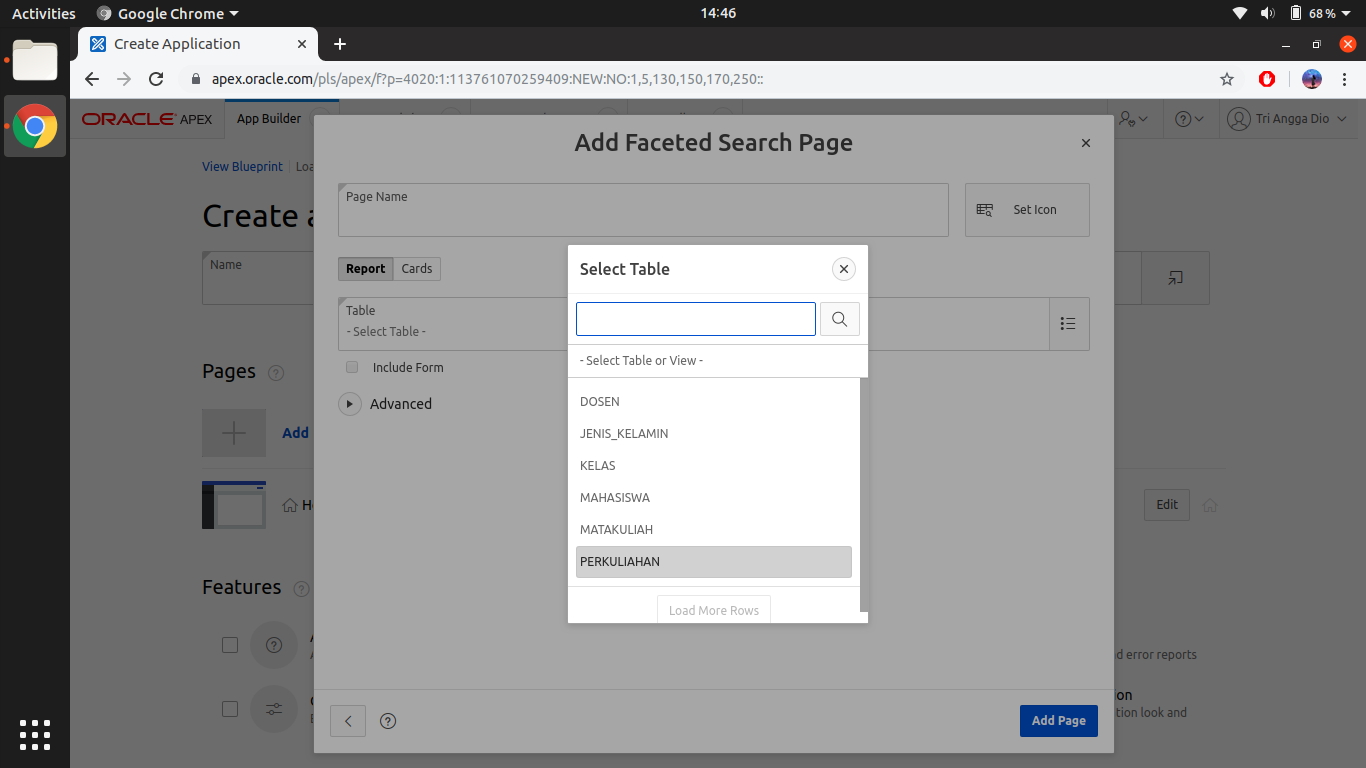 Activities
Google Chrome
14:46
68 %
Create Application
apex.oracle.com/pls/apex/f?p=4020:1:113761070259409:NEW:NO:1,5,130,150,170,250::
ORACLE APEX
App Builder
Tri Angga Dio
View Blueprint
Create
Name
Pages
Add
Edit
Features
d error reports
tion look and
Add Faceted Search Page
Page Name
Set Icon
Report
Cards
Table
- Select Table -
Include Form
Advanced
Select Table
- Select Table or View -
DOSEN
JENIS_KELAMIN
KELAS
MAHASISWA
MATAKULIAH
PERKULIAHAN
Load More Rows
Add Page